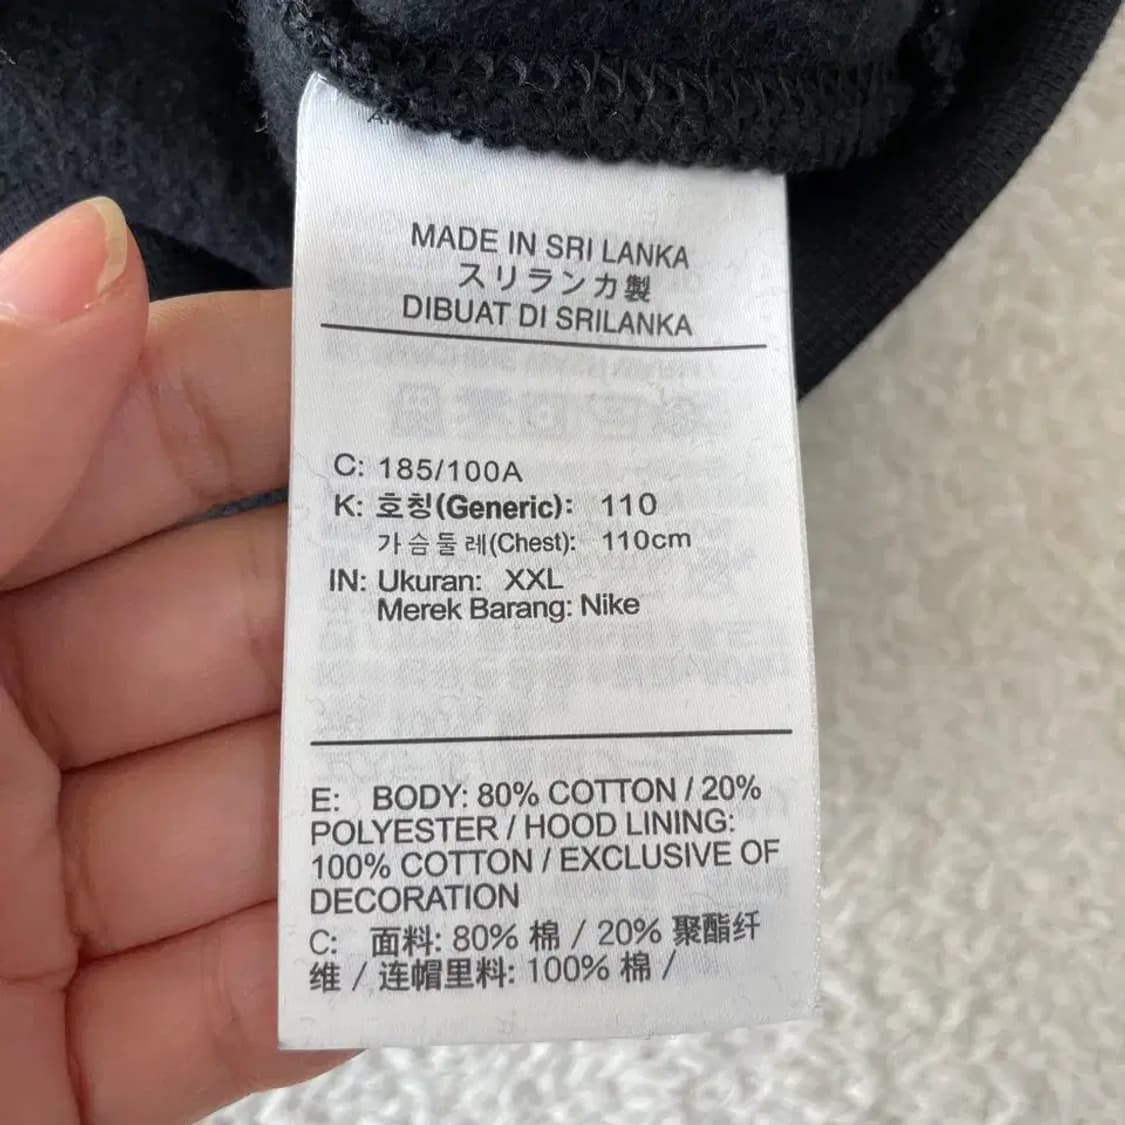 MADE IN SRI LANKA
スリランカ製
DIBUAT DI SRILANKA
C: 185/100A
K: 호칭(Generic): 110
가슴둘레(Chest): 110cm
IN: Ukuran: XXL
Merek Barang: Nike
E: BODY: 80% COTTON / 20%
POLYESTER / HOOD LINING:
100% COTTON / EXCLUSIVE OF
DECORATION
C: 面料: 80% 棉 / 20% 聚酯纤
维 / 连帽里料: 100% 棉 /